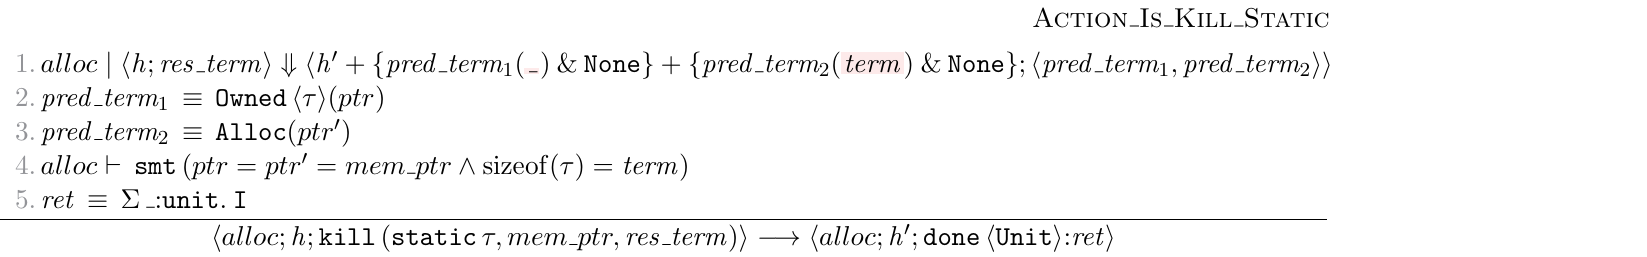 ACTION_IS_KILL_STATIC
1. alloc | ⟨h; res_term⟩ ⇓ ⟨h′ + {pred_term₁(_) & None} + {pred_term₂(term) & None}; ⟨pred_term₁, pred_term₂⟩⟩
2. pred_term₁ ≡ Owned ⟨τ⟩(ptr)
3. pred_term₂ ≡ Alloc(ptr′)
4. alloc ⊢ smt (ptr = ptr′ = mem_ptr ∧ sizeof(τ) = term)
5. ret ≡ Σ _:unit. I
⟨alloc; h; kill (static τ, mem_ptr, res_term)⟩ ⟶ ⟨alloc; h′; done ⟨Unit⟩:ret⟩